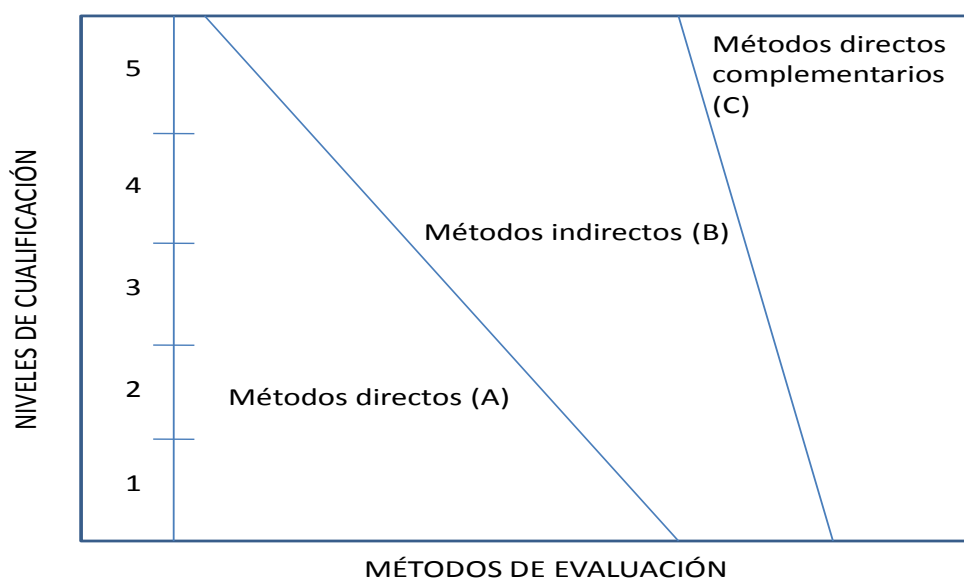 NIVELES DE CUALIFICACIÓN
5
4
3
2
1
Métodos directos
complementarios
(C)
Métodos indirectos (B)
Métodos directos (A)
MÉTODOS DE EVALUACIÓN